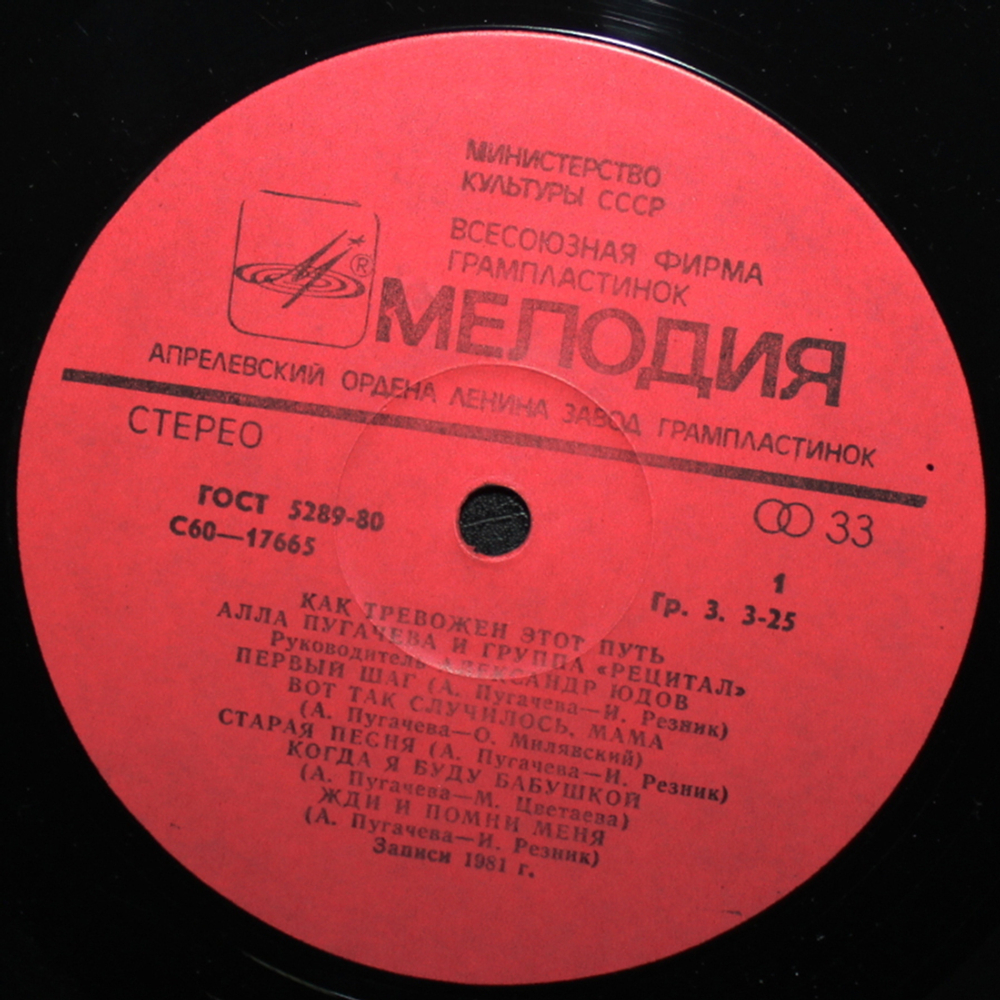 МИНИСТЕРСТВО
КУЛЬТУРЫ СССР
ВСЕСОЮЗНАЯ ФИРМА
ГРАМПЛАСТИНОК
®
МЕЛОДИЯ
АПРЕЛЕВСКИЙ ОРДЕНА ЛЕНИНА ЗАВОД ГРАМПЛАСТИНОК
СТЕРЕО
33
ГОСТ 5289-80
С60—17665
1
Гр. 3. 3-25
КАК ТРЕВОЖЕН ЭТОТ ПУТЬ
АЛЛА ПУГАЧЕВА И ГРУППА «РЕЦИТАЛ»
Руководитель АЛЕКСАНДР ЮДОВ
ПЕРВЫЙ ШАГ (А. Пугачева—И. Резник)
ВОТ ТАК СЛУЧИЛОСЬ, МАМА
(А. Пугачева—О. Милявский)
СТАРАЯ ПЕСНЯ (А. Пугачева—И. Резник)
КОГДА Я БУДУ БАБУШКОЙ
(А. Пугачева—М. Цветаева)
ЖДИ И ПОМНИ МЕНЯ
(А. Пугачева—И. Резник)
Записи 1981 г.